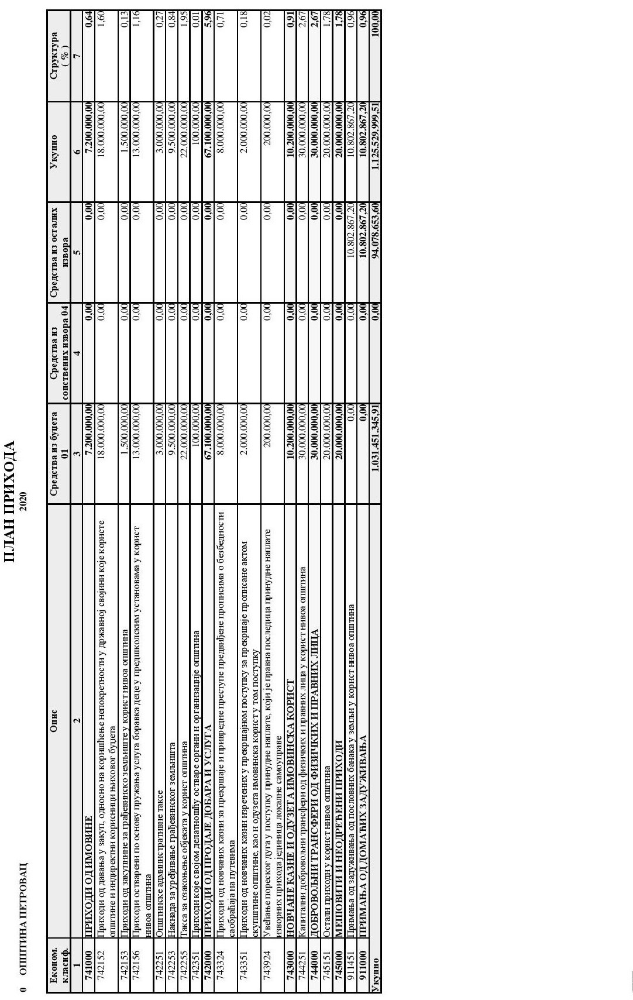 ПЛАН ПРИХОДА
2020
0 ОПШТИНА ПЕТРОВАЦ
Економ. класиф. Опис Средства из буџета 01 Средства из сопствених извора 04 Средства из осталих извора Укупно Структура ( % )
1 2 3 4 5 6 7
741000 ПРИХОДИ ОД ИМОВИНЕ 7.200.000,00 0,00 0,00 7.200.000,00 0,64
742152 Приходи од давања у закуп, односно на коришћење непокретности у државној својини које користе 18.000.000,00 0,00 0,00 18.000.000,00 1,60
општине и индиректни корисници њиховог буџета
742153 Приходи од закупнине за грађевинско земљиште у корист нивоа општина 1.500.000,00 0,00 0,00 1.500.000,00 0,13
742156 Приходи остварени по основу пружања услуга боравка деце у предшколским установама у корист 13.000.000,00 0,00 0,00 13.000.000,00 1,16
нивоа општина
742251 Општинске административне таксе 3.000.000,00 0,00 0,00 3.000.000,00 0,27
742253 Накнада за уређивање грађевинског земљишта 9.500.000,00 0,00 0,00 9.500.000,00 0,84
742255 Такса за озакоњење објеката у корист општина 22.000.000,00 0,00 0,00 22.000.000,00 1,95
742351 Приходи које својом делатношћу остваре органи и организације општина 100.000,00 0,00 0,00 100.000,00 0,01
742000 ПРИХОДИ ОД ПРОДАЈЕ ДОБАРА И УСЛУГА 67.100.000,00 0,00 0,00 67.100.000,00 5,96
743324 Приходи од новчаних казни за прекршаје и привредне преступе предвиђене прописима о безбедности 8.000.000,00 0,00 0,00 8.000.000,00 0,71
саобраћаја на путевима
743351 Приходи од новчаних казни изречених у прекршајном поступку за прекршаје прописане актом 2.000.000,00 0,00 0,00 2.000.000,00 0,18
скупштине општине, као и одузета имовинска корист у том поступку
743924 Увећање пореског дуга у поступку принудне наплате, који је правна последица принудне наплате 200.000,00 0,00 0,00 200.000,00 0,02
изворних прихода јединица локалне самоуправе
743000 НОВЧАНЕ КАЗНЕ И ОДУЗЕТА ИМОВИНСКА КОРИСТ 10.200.000,00 0,00 0,00 10.200.000,00 0,91
744251 Капитални добровољни трансфери од физичких и правних лица у корист нивоа општина 30.000.000,00 0,00 0,00 30.000.000,00 2,67
744000 ДОБРОВОЉНИ ТРАНСФЕРИ ОД ФИЗИЧКИХ И ПРАВНИХ ЛИЦА 30.000.000,00 0,00 0,00 30.000.000,00 2,67
745151 Остали приходи у корист нивоа општина 20.000.000,00 0,00 0,00 20.000.000,00 1,78
745000 МЕШОВИТИ И НЕОДРЕЂЕНИ ПРИХОДИ 20.000.000,00 0,00 0,00 20.000.000,00 1,78
911451 Примања од задуживања од пословних банака у земљи у корист нивоа општина 0,00 0,00 10.802.867,20 10.802.867,20 0,96
911000 ПРИМАЊА ОД ДОМАЋИХ ЗАДУЖИВАЊА 0,00 0,00 10.802.867,20 10.802.867,20 0,96
Укупно 1.031.451.345,91 0,00 94.078.653,60 1.125.529.999,51 100,00